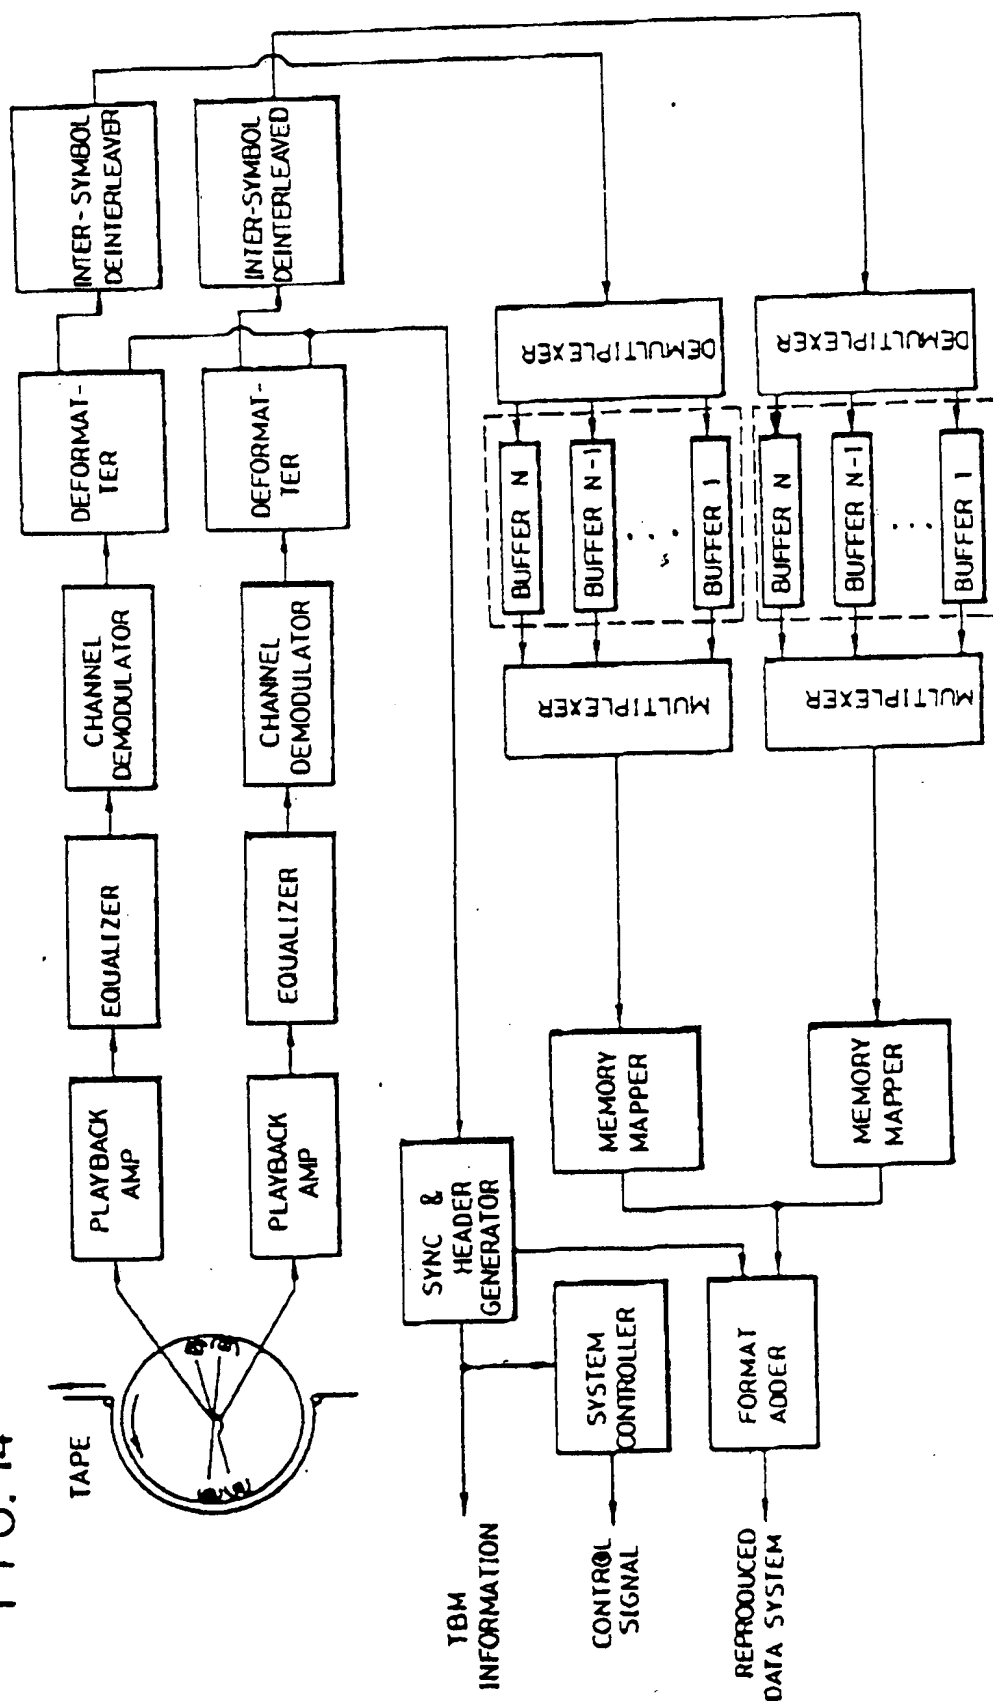 FIG. 14
TAPE
PLAYBACK
AMP
EQUALIZER
CHANNEL
DEMODULATOR
DEFORMAT-
TER
INTER-SYMBOL
DEINTERLEAVER
PLAYBACK
AMP
EQUALIZER
CHANNEL
DEMODULATOR
DEFORMAT-
TER
INTER-SYMBOL
DEINTERLEAVED
TBM
INFORMATION
SYNC &
HEADER
GENERATOR
CONTROL
SIGNAL
SYSTEM
CONTROLLER
REPRODUCED
DATA SYSTEM
FORMAT
ADDER
MEMORY
MAPPER
MULTIPLEXER
BUFFER N
BUFFER N-1
...
BUFFER 1
DEMULTIPLEXER
MEMORY
MAPPER
MULTIPLEXER
BUFFER N
BUFFER N-1
...
BUFFER 1
DEMULTIPLEXER